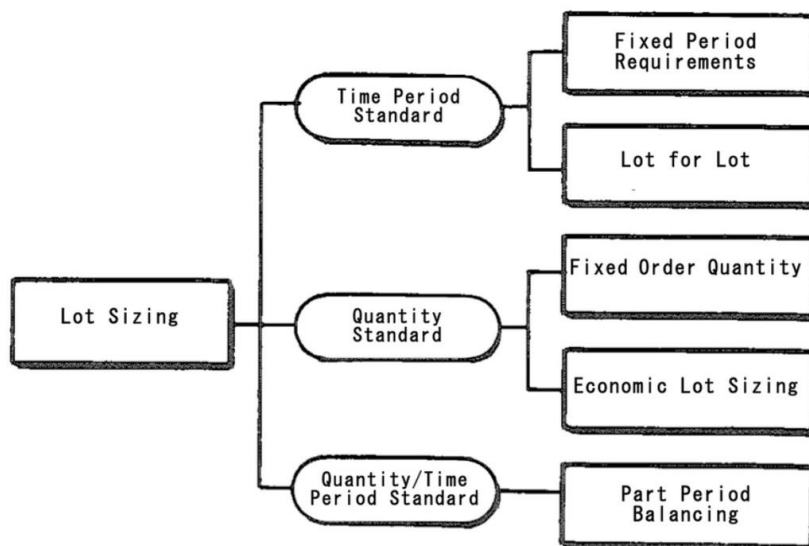 Fixed Period
Requirements
Time Period
Standard
Lot for Lot
Fixed Order Quantity
Lot Sizing
Quantity
Standard
Economic Lot Sizing
Quantity/Time
Period Standard
Part Period
Balancing